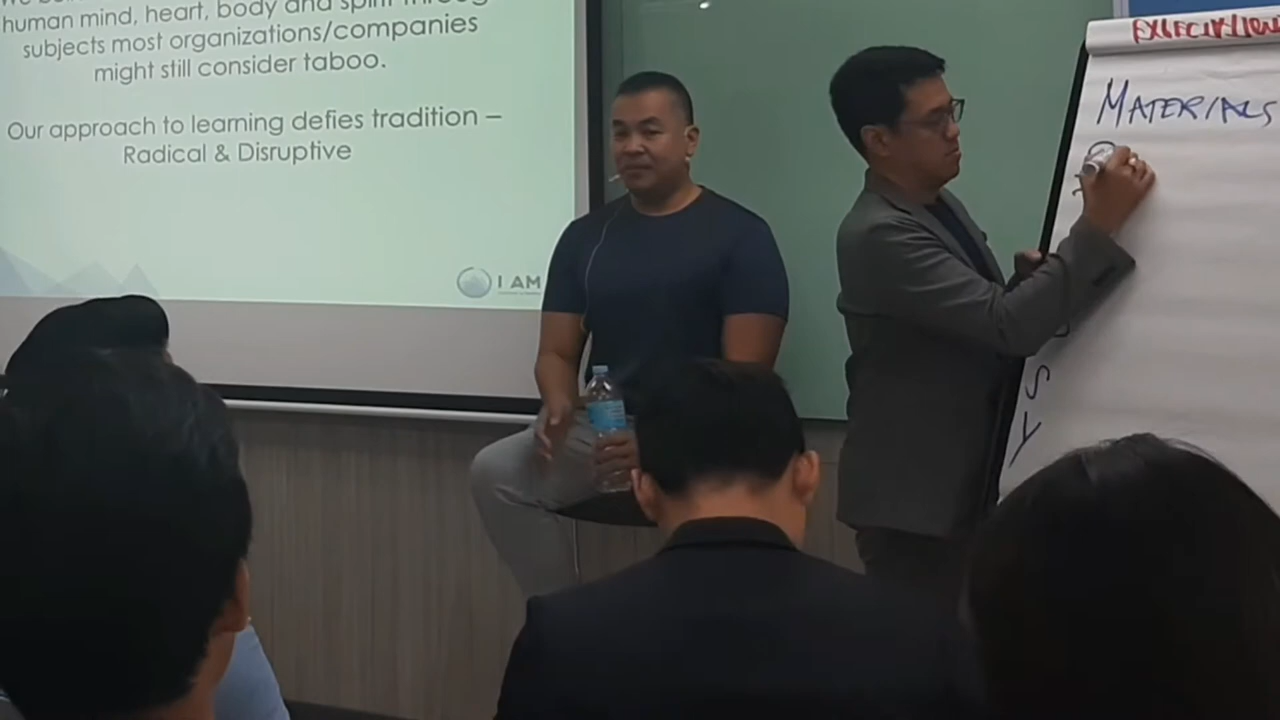 human mind, heart, body and spirit through
subjects most organizations/companies
might still consider taboo.
Our approach to learning defies tradition –
Radical & Disruptive
I AM
MATERIALS
S
Y